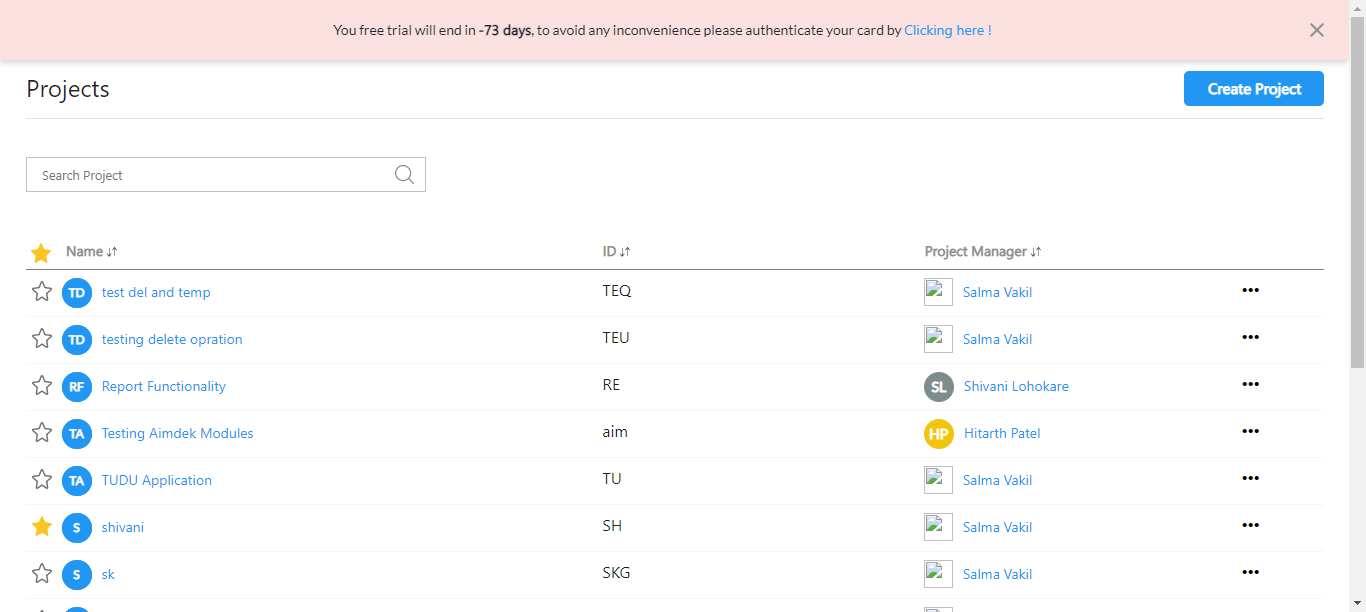 You free trial will end in -73 days, to avoid any inconvenience please authenticate your card by Clicking here !
Projects
Create Project
Search Project
Name ID Project Manager
TD test del and temp TEQ Salma Vakil
TD testing delete opration TEU Salma Vakil
RF Report Functionality RE SL Shivani Lohokare
TA Testing Aimdek Modules aim HP Hitarth Patel
TA TUDU Application TU Salma Vakil
S shivani SH Salma Vakil
S sk SKG Salma Vakil